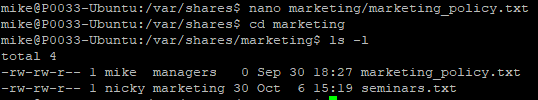 mike@P0033-Ubuntu:/var/shares$ nano marketing/marketing_policy.txt
mike@P0033-Ubuntu:/var/shares$ cd marketing
mike@P0033-Ubuntu:/var/shares/marketing$ ls -l
total 4
-rw-rw-r-- 1 mike  managers   0 Sep 30 18:27 marketing_policy.txt
-rw-rw-r-- 1 nicky marketing 30 Oct  6 15:19 seminars.txt